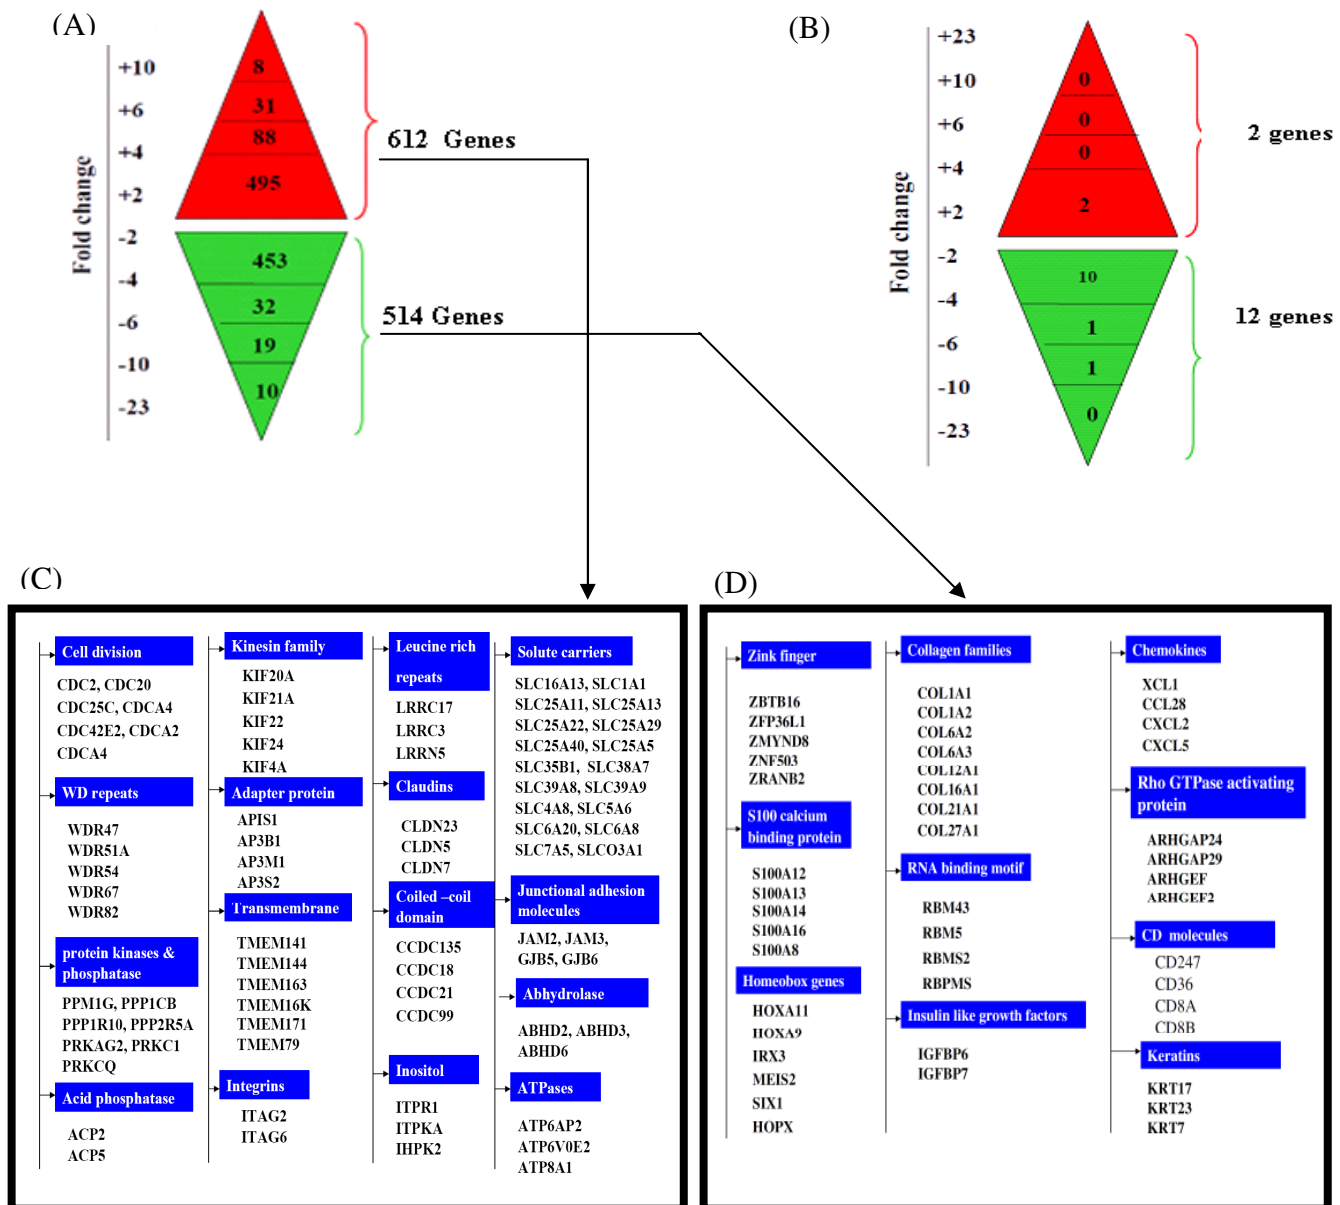 (A)
Fold change
+10
+6
+4
+2
-2
-4
-6
-10
-23
8
31
88
495
453
32
19
10
612 Genes
514 Genes
(B)
Fold change
+23
+10
+6
+4
+2
-2
-4
-6
-10
-23
0
0
0
2
10
1
1
0
2 genes
12 genes
(C)
Cell division
CDC2, CDC20
CDC25C, CDCA4
CDC42E2, CDCA2
CDCA4
WD repeats
WDR47
WDR51A
WDR54
WDR67
WDR82
protein kinases &
phosphatase
PPM1G, PPP1CB
PPP1R10, PPP2R5A
PRKAG2, PRKC1
PRKCQ
Acid phosphatase
ACP2
ACP5
Kinesin family
KIF20A
KIF21A
KIF22
KIF24
KIF4A
Adapter protein
APIS1
AP3B1
AP3M1
AP3S2
Transmembrane
TMEM141
TMEM144
TMEM163
TMEM16K
TMEM171
TMEM79
Integrins
ITAG2
ITAG6
Leucine rich
repeats
LRRC17
LRRC3
LRRN5
Claudins
CLDN23
CLDN5
CLDN7
Coiled –coil
domain
CCDC135
CCDC18
CCDC21
CCDC99
Inositol
ITPR1
ITPKA
IHPK2
Solute carriers
SLC16A13, SLC1A1
SLC25A11, SLC25A13
SLC25A22, SLC25A29
SLC25A40, SLC25A5
SLC35B1, SLC38A7
SLC39A8, SLC39A9
SLC4A8, SLC5A6
SLC6A20, SLC6A8
SLC7A5, SLCO3A1
Junctional adhesion
molecules
JAM2, JAM3,
GJB5, GJB6
Abhydrolase
ABHD2, ABHD3,
ABHD6
ATPases
ATP6AP2
ATP6V0E2
ATP8A1
(D)
Zink finger
ZBTB16
ZFP36L1
ZMYND8
ZNF503
ZRANB2
S100 calcium
binding protein
S100A12
S100A13
S100A14
S100A16
S100A8
Homeobox genes
HOXA11
HOXA9
IRX3
MEIS2
SIX1
HOPX
Collagen families
COL1A1
COL1A2
COL6A2
COL6A3
COL12A1
COL16A1
COL21A1
COL27A1
RNA binding motif
RBM43
RBM5
RBMS2
RBPMS
Insulin like growth factors
IGFBP6
IGFBP7
Chemokines
XCL1
CCL28
CXCL2
CXCL5
Rho GTPase activating
protein
ARHGAP24
ARHGAP29
ARHGEF
ARHGEF2
CD molecules
CD247
CD36
CD8A
CD8B
Keratins
KRT17
KRT23
KRT7